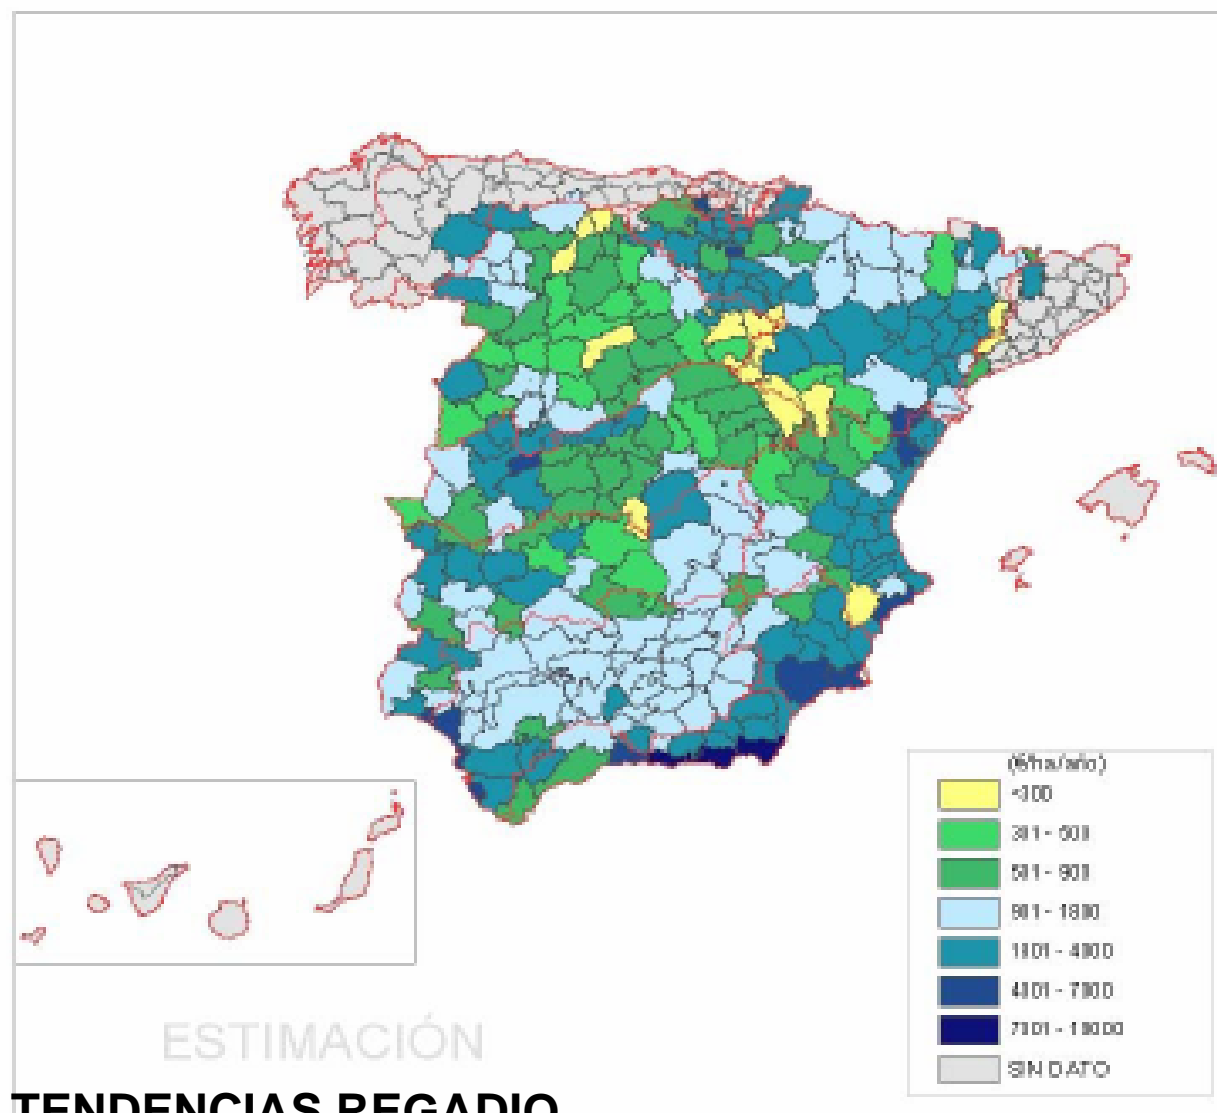 (€/ha/año)
<300
301 - 500
501 - 900
901 - 1800
1801 - 4000
4001 - 7000
7001 - 10000
SIN DATO
ESTIMACIÓN
TENDENCIAS REGADIO